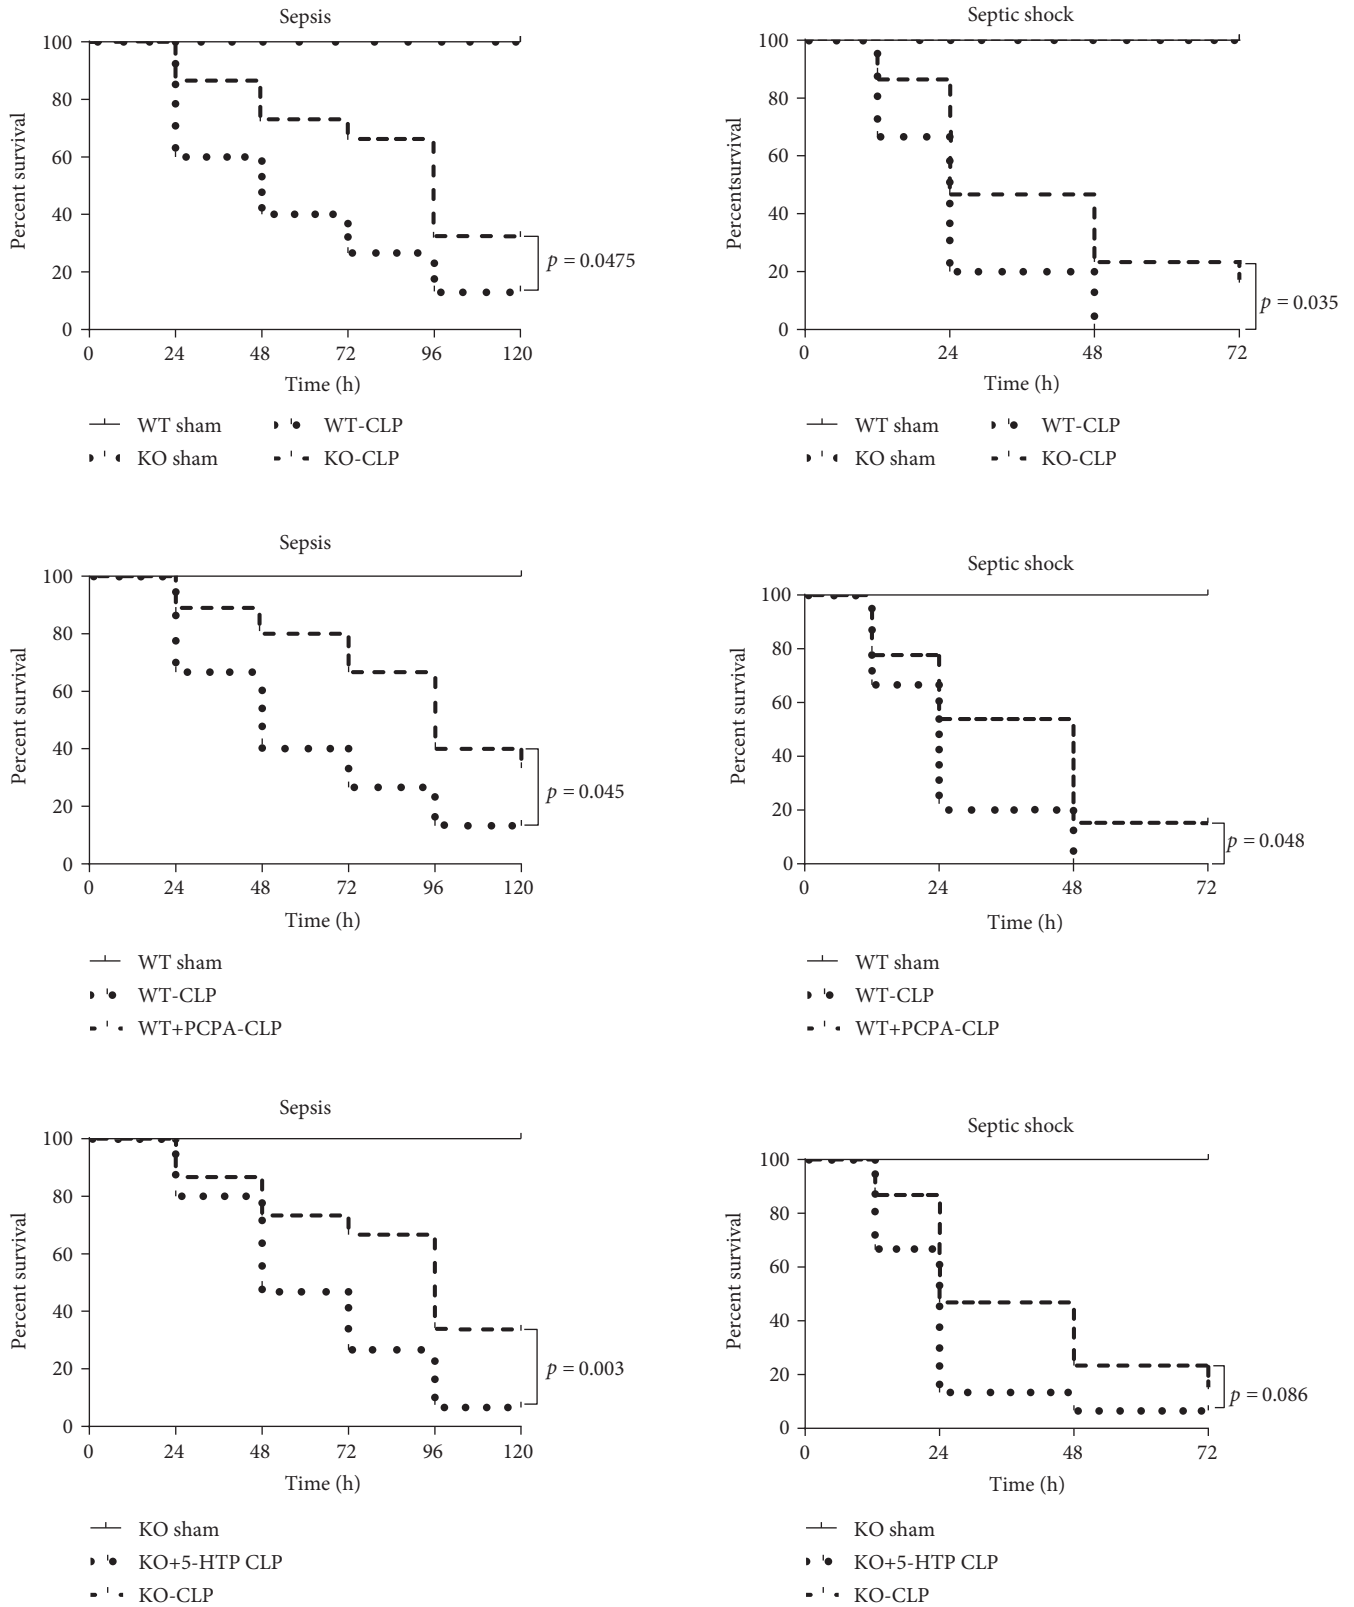 Sepsis
100
80
60
40
20
0
Percent survival
p = 0.0475
0 24 48 72 96 120
Time (h)
WT sham WT-CLP
KO sham KO-CLP
Septic shock
100
80
60
40
20
0
Percentsurvival
p = 0.035
0 24 48 72
Time (h)
WT sham WT-CLP
KO sham KO-CLP
Sepsis
100
80
60
40
20
0
Percent survival
p = 0.045
0 24 48 72 96 120
Time (h)
WT sham
WT-CLP
WT+PCPA-CLP
Septic shock
100
80
60
40
20
0
Percent survival
p = 0.048
0 24 48 72
Time (h)
WT sham
WT-CLP
WT+PCPA-CLP
Sepsis
100
80
60
40
20
0
Percent survival
p = 0.003
0 24 48 72 96 120
Time (h)
KO sham
KO+5-HTP CLP
KO-CLP
Septic shock
100
80
60
40
20
0
Percent survival
p = 0.086
0 24 48 72
Time (h)
KO sham
KO+5-HTP CLP
KO-CLP